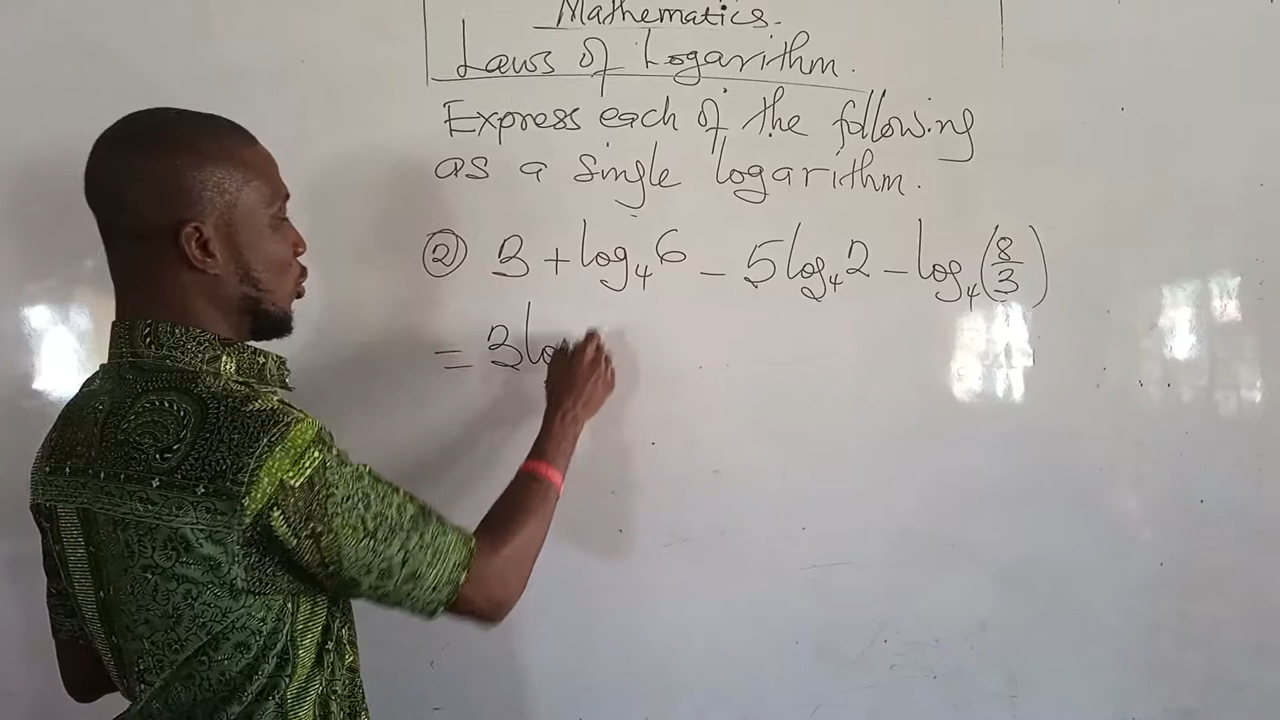 Mathematics.
Laws of Logarithm.
Express each of the following
as a single logarithm.
② 3 + log₄6 − 5log₄2 − log₄(8/3)
= 3lo